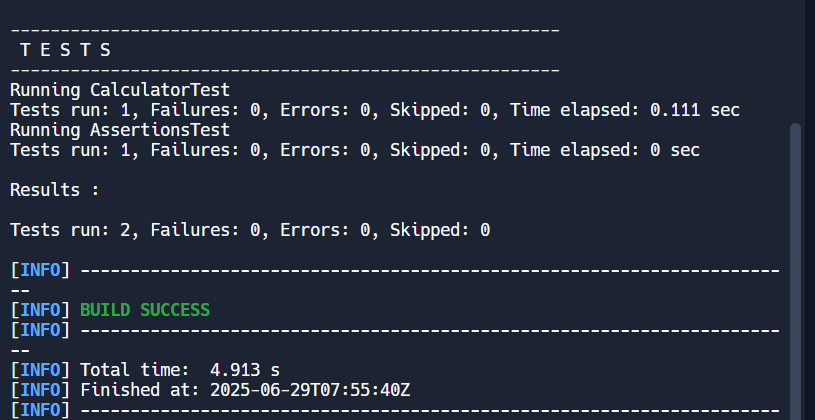 -------------------------------------------------------
 T E S T S
-------------------------------------------------------
Running CalculatorTest
Tests run: 1, Failures: 0, Errors: 0, Skipped: 0, Time elapsed: 0.111 sec
Running AssertionsTest
Tests run: 1, Failures: 0, Errors: 0, Skipped: 0, Time elapsed: 0 sec
Results :
Tests run: 2, Failures: 0, Errors: 0, Skipped: 0
[INFO] ----------------------------------------------------------------------
--
[INFO] BUILD SUCCESS
[INFO] ----------------------------------------------------------------------
--
[INFO] Total time:  4.913 s
[INFO] Finished at: 2025-06-29T07:55:40Z
[INFO] ----------------------------------------------------------------------